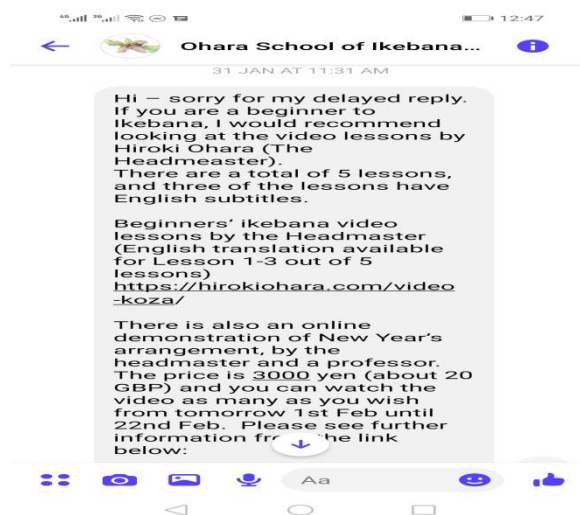 12:47
Ohara School of Ikebana...
31 JAN AT 11:31 AM
Hi – sorry for my delayed reply.
If you are a beginner to
Ikebana, I would recommend
looking at the video lessons by
Hiroki Ohara (The
Headmeaster).
There are a total of 5 lessons,
and three of the lessons have
English subtitles.
Beginners' ikebana video
lessons by the Headmaster
(English translation available
for Lesson 1-3 out of 5
lessons)
https://hirokiohara.com/video
-koza/
There is also an online
demonstration of New Year's
arrangement, by the
headmaster and a professor.
The price is 3000 yen (about 20
GBP) and you can watch the
video as many as you wish
from tomorrow 1st Feb until
22nd Feb. Please see further
information the link
below:
Aa